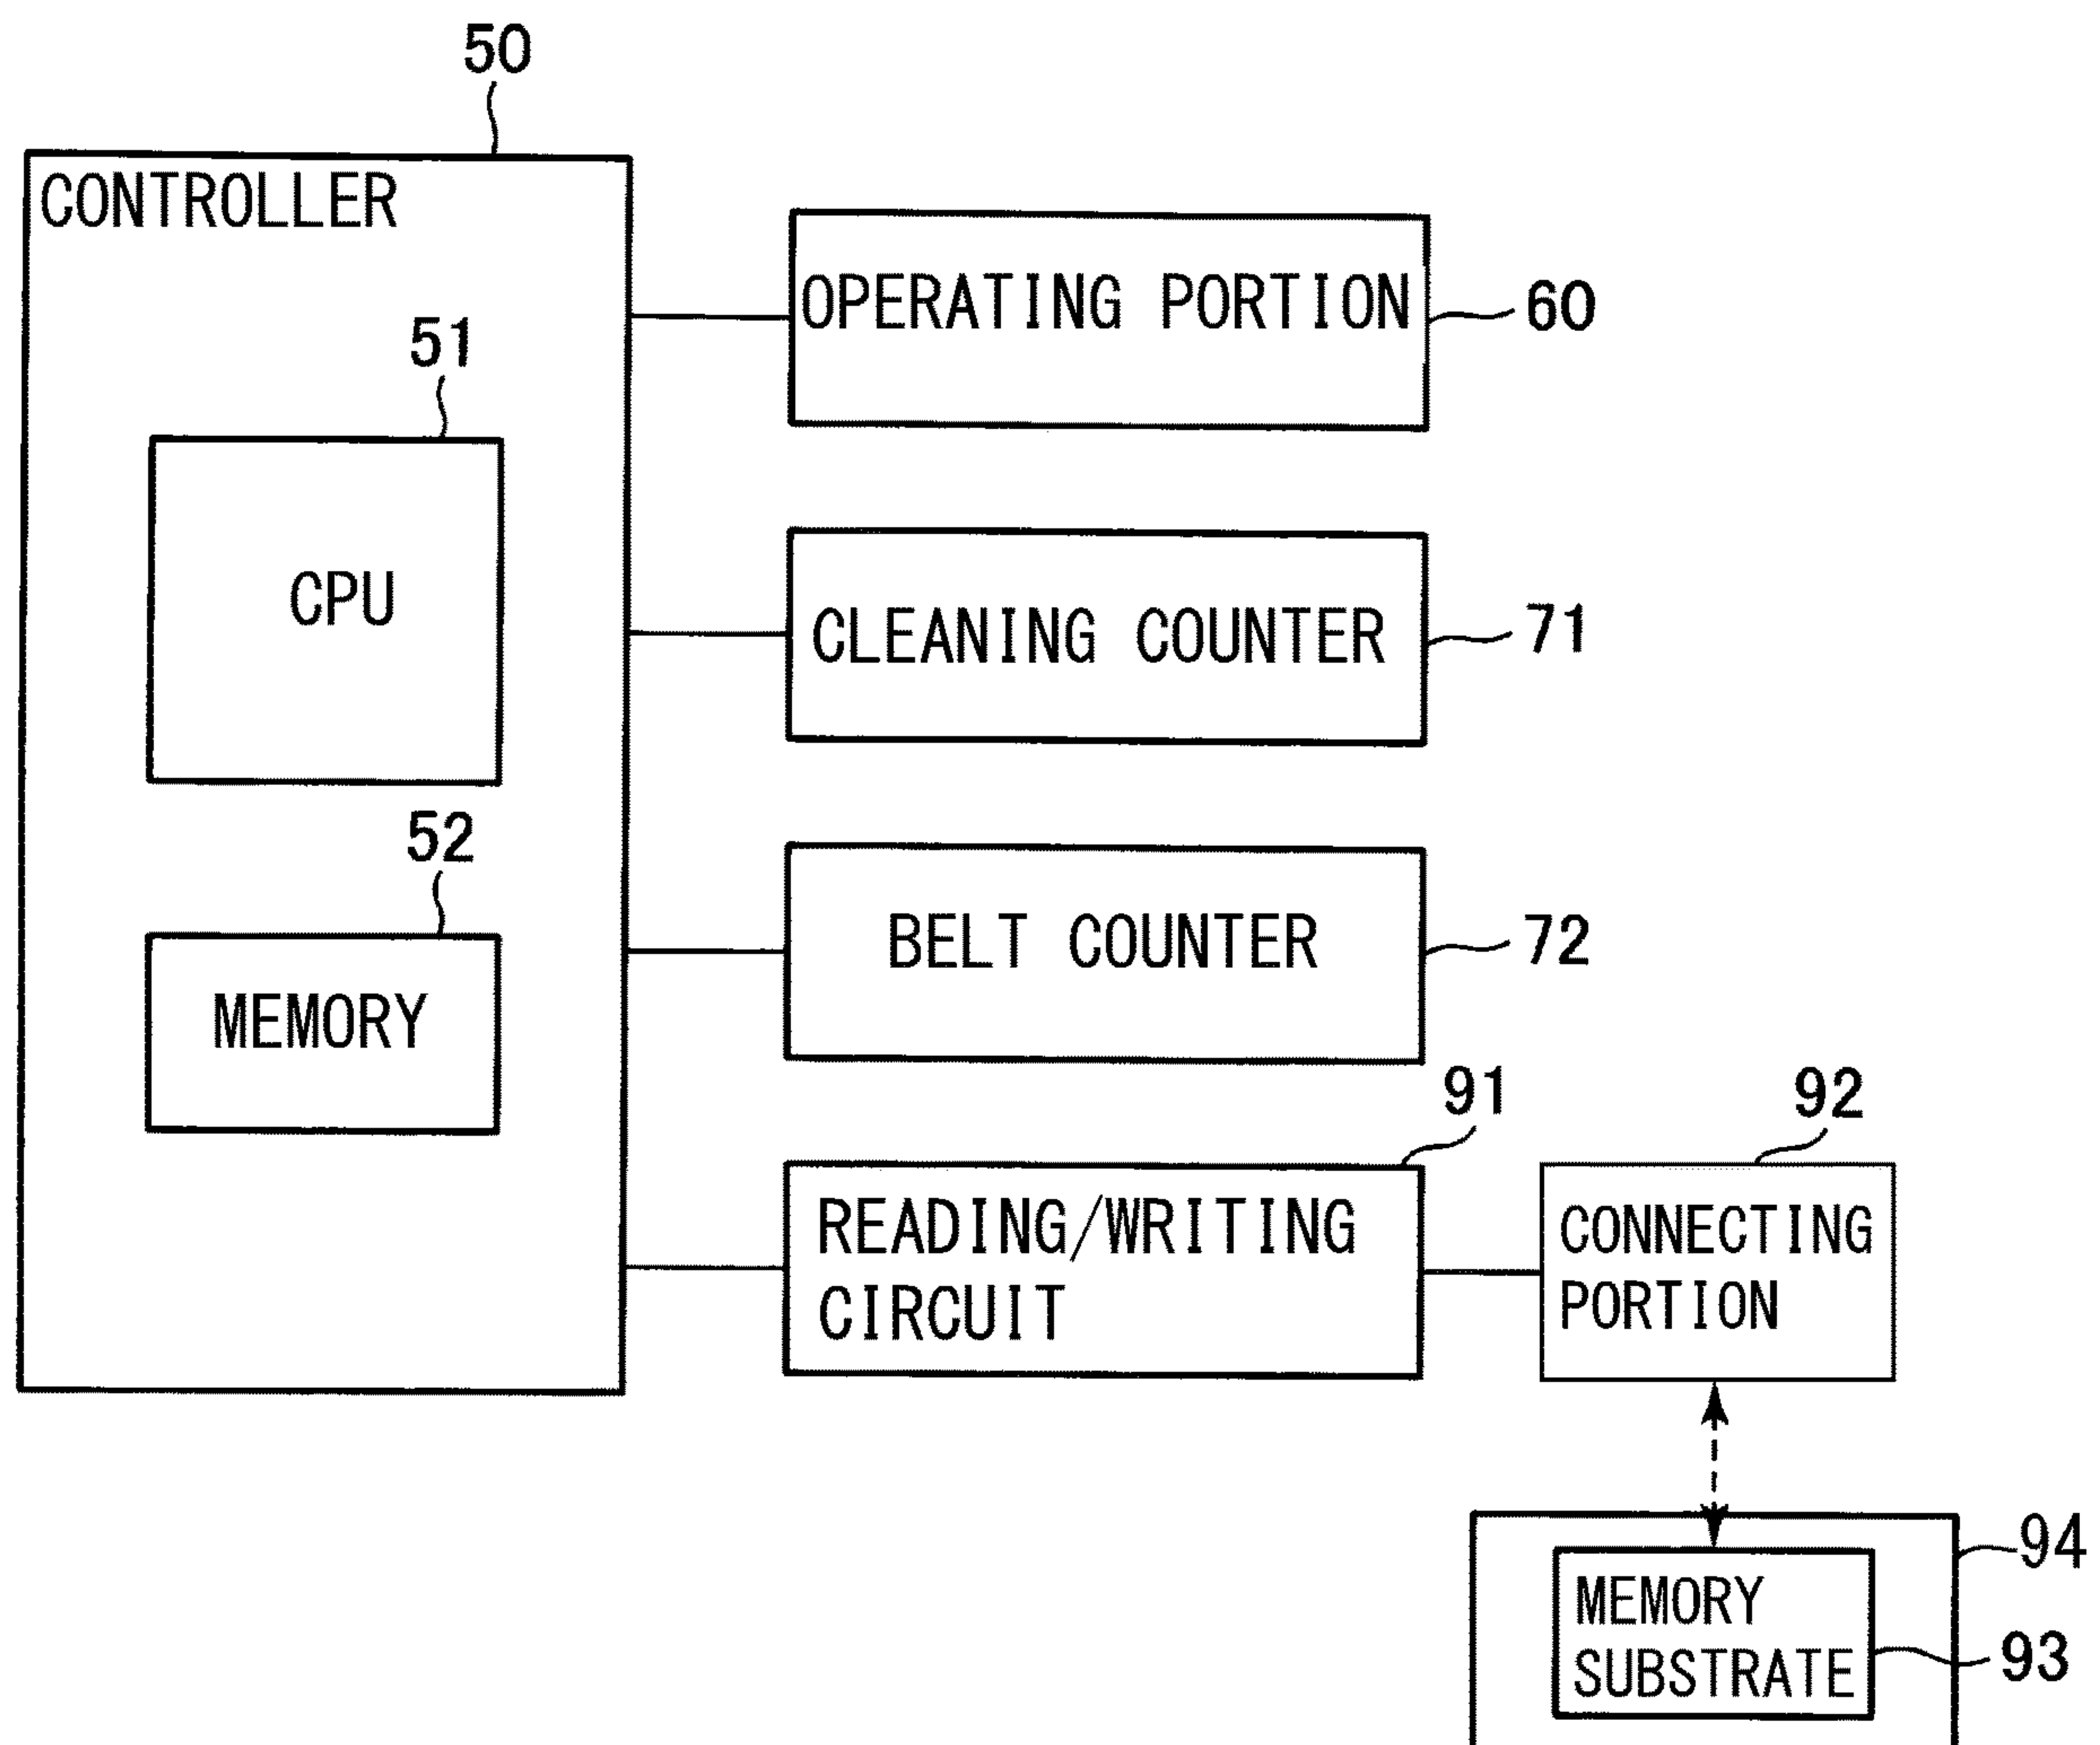 50
CONTROLLER
OPERATING PORTION
60
51
CPU
CLEANING COUNTER
71
52
MEMORY
BELT COUNTER
72
91
92
READING/WRITING
CIRCUIT
CONNECTING
PORTION
94
MEMORY
SUBSTRATE
93